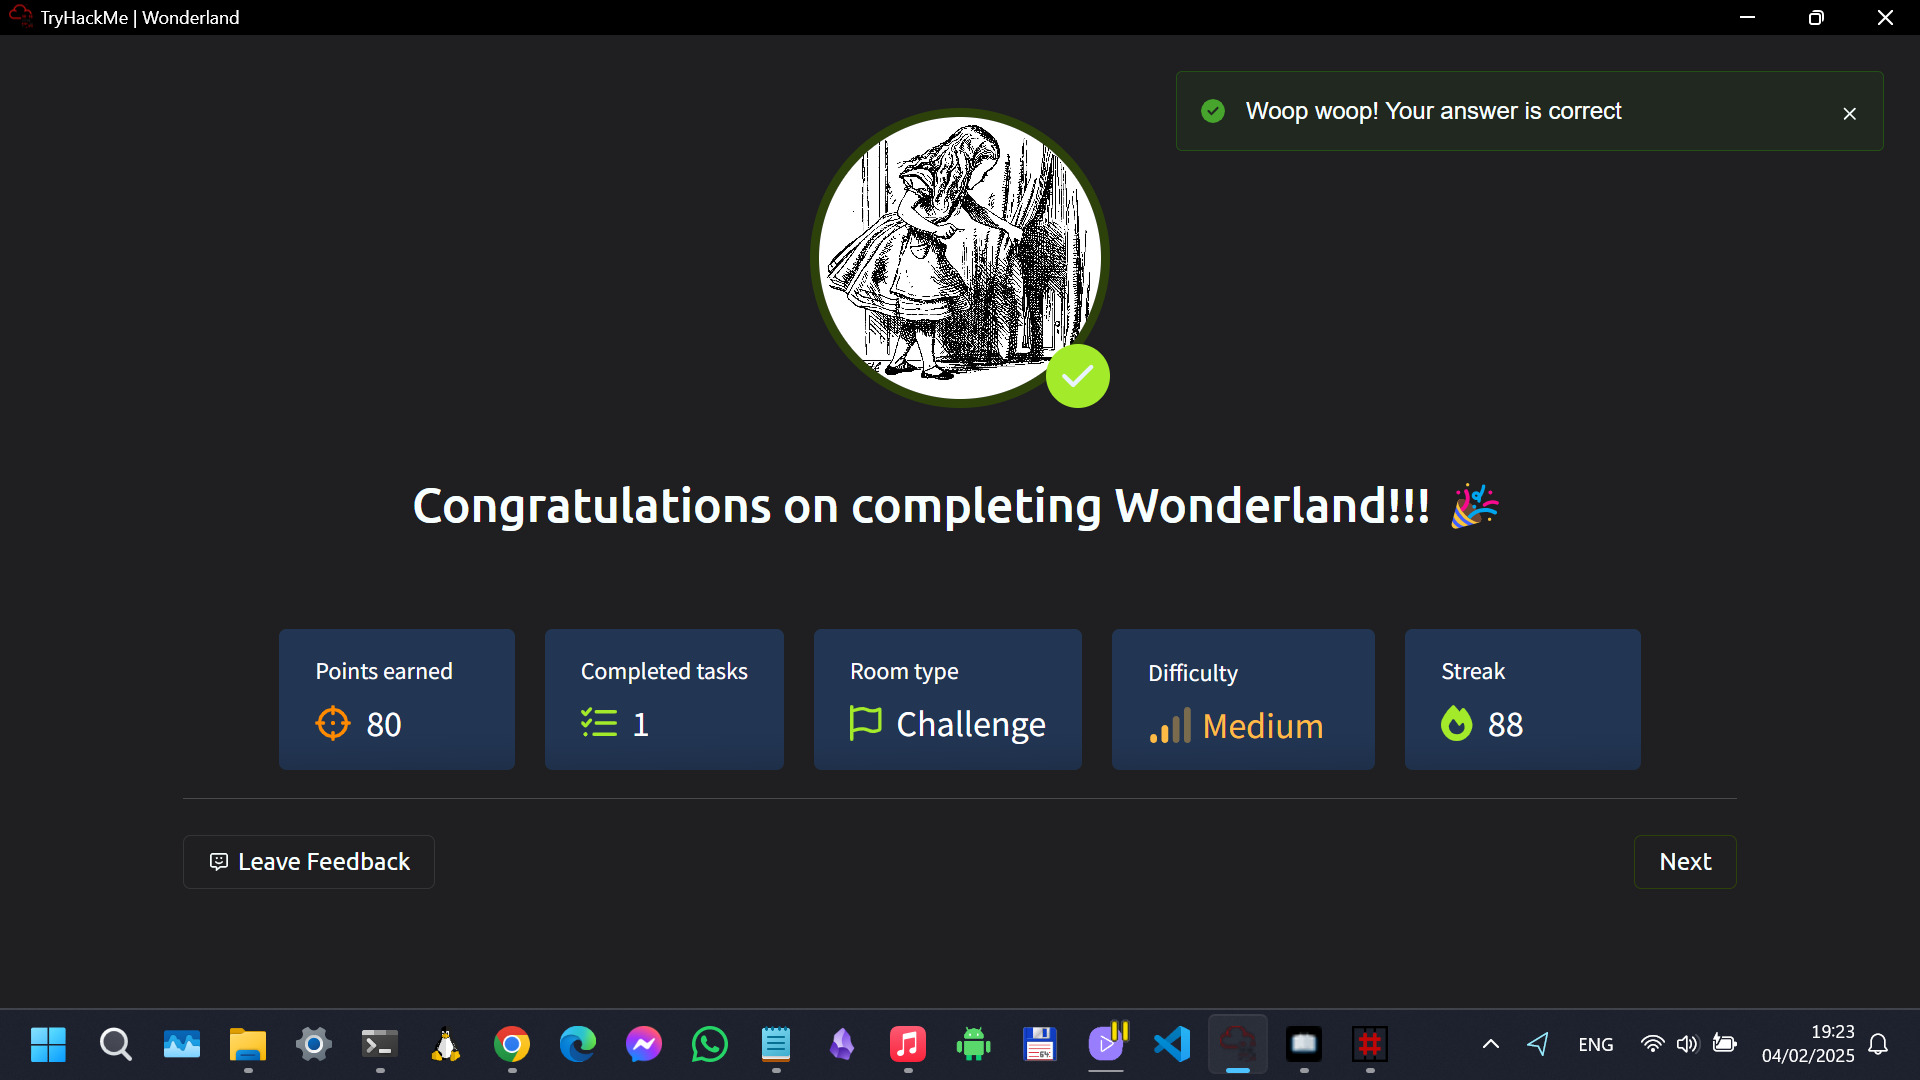 TryHackMe | Wonderland
Woop woop! Your answer is correct
Congratulations on completing Wonderland!!! 🎉
Points earned
80
Completed tasks
1
Room type
Challenge
Difficulty
Medium
Streak
88
Leave Feedback
Next
64
ENG
19:23
04/02/2025